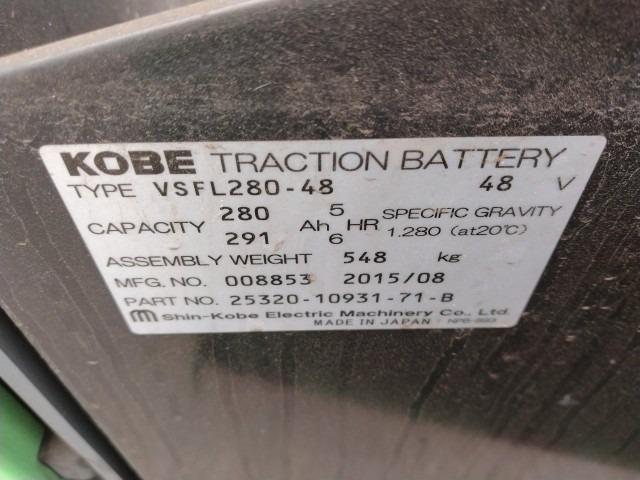 KOBE TRACTION BATTERY
TYPE VSFL280-48 48 V
CAPACITY 280 Ah 5 HR SPECIFIC GRAVITY
291 6 1.280 (at20℃)
ASSEMBLY WEIGHT 548 kg
MFG. NO. 008853 2015/08
PART NO. 25320-10931-71-B
Shin-Kobe Electric Machinery Co., Ltd.
MADE IN JAPAN